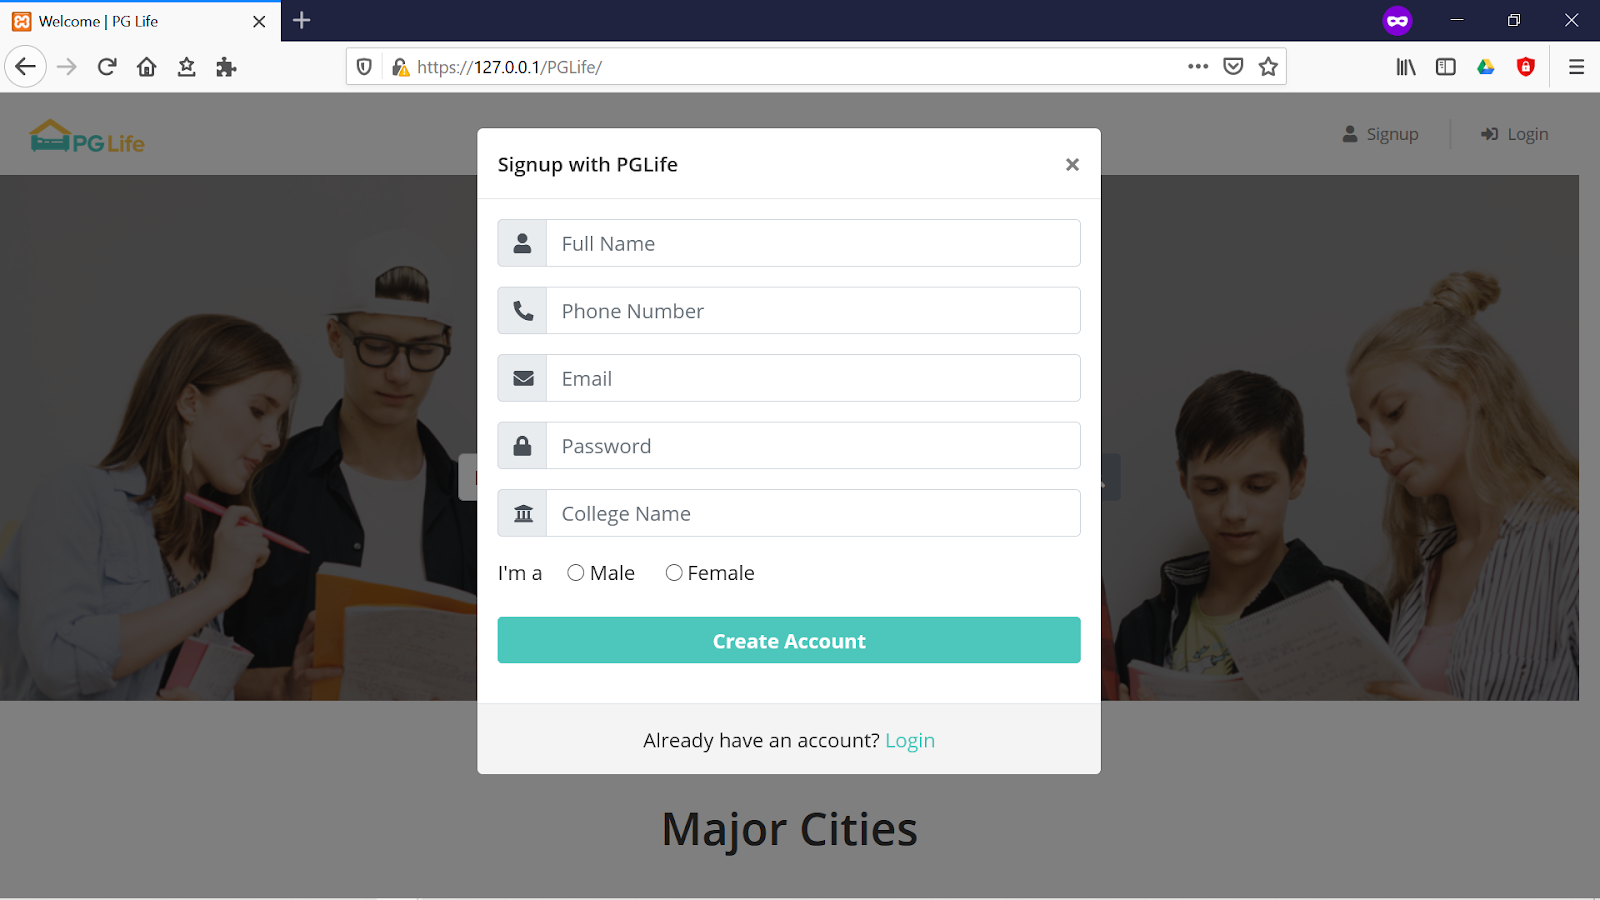 Welcome | PG Life
https://127.0.0.1/PGLife/
PG Life
Signup
Login
Signup with PGLife
×
Full Name
Phone Number
Email
Password
College Name
I'm a Male Female
Create Account
Already have an account? Login
Major Cities